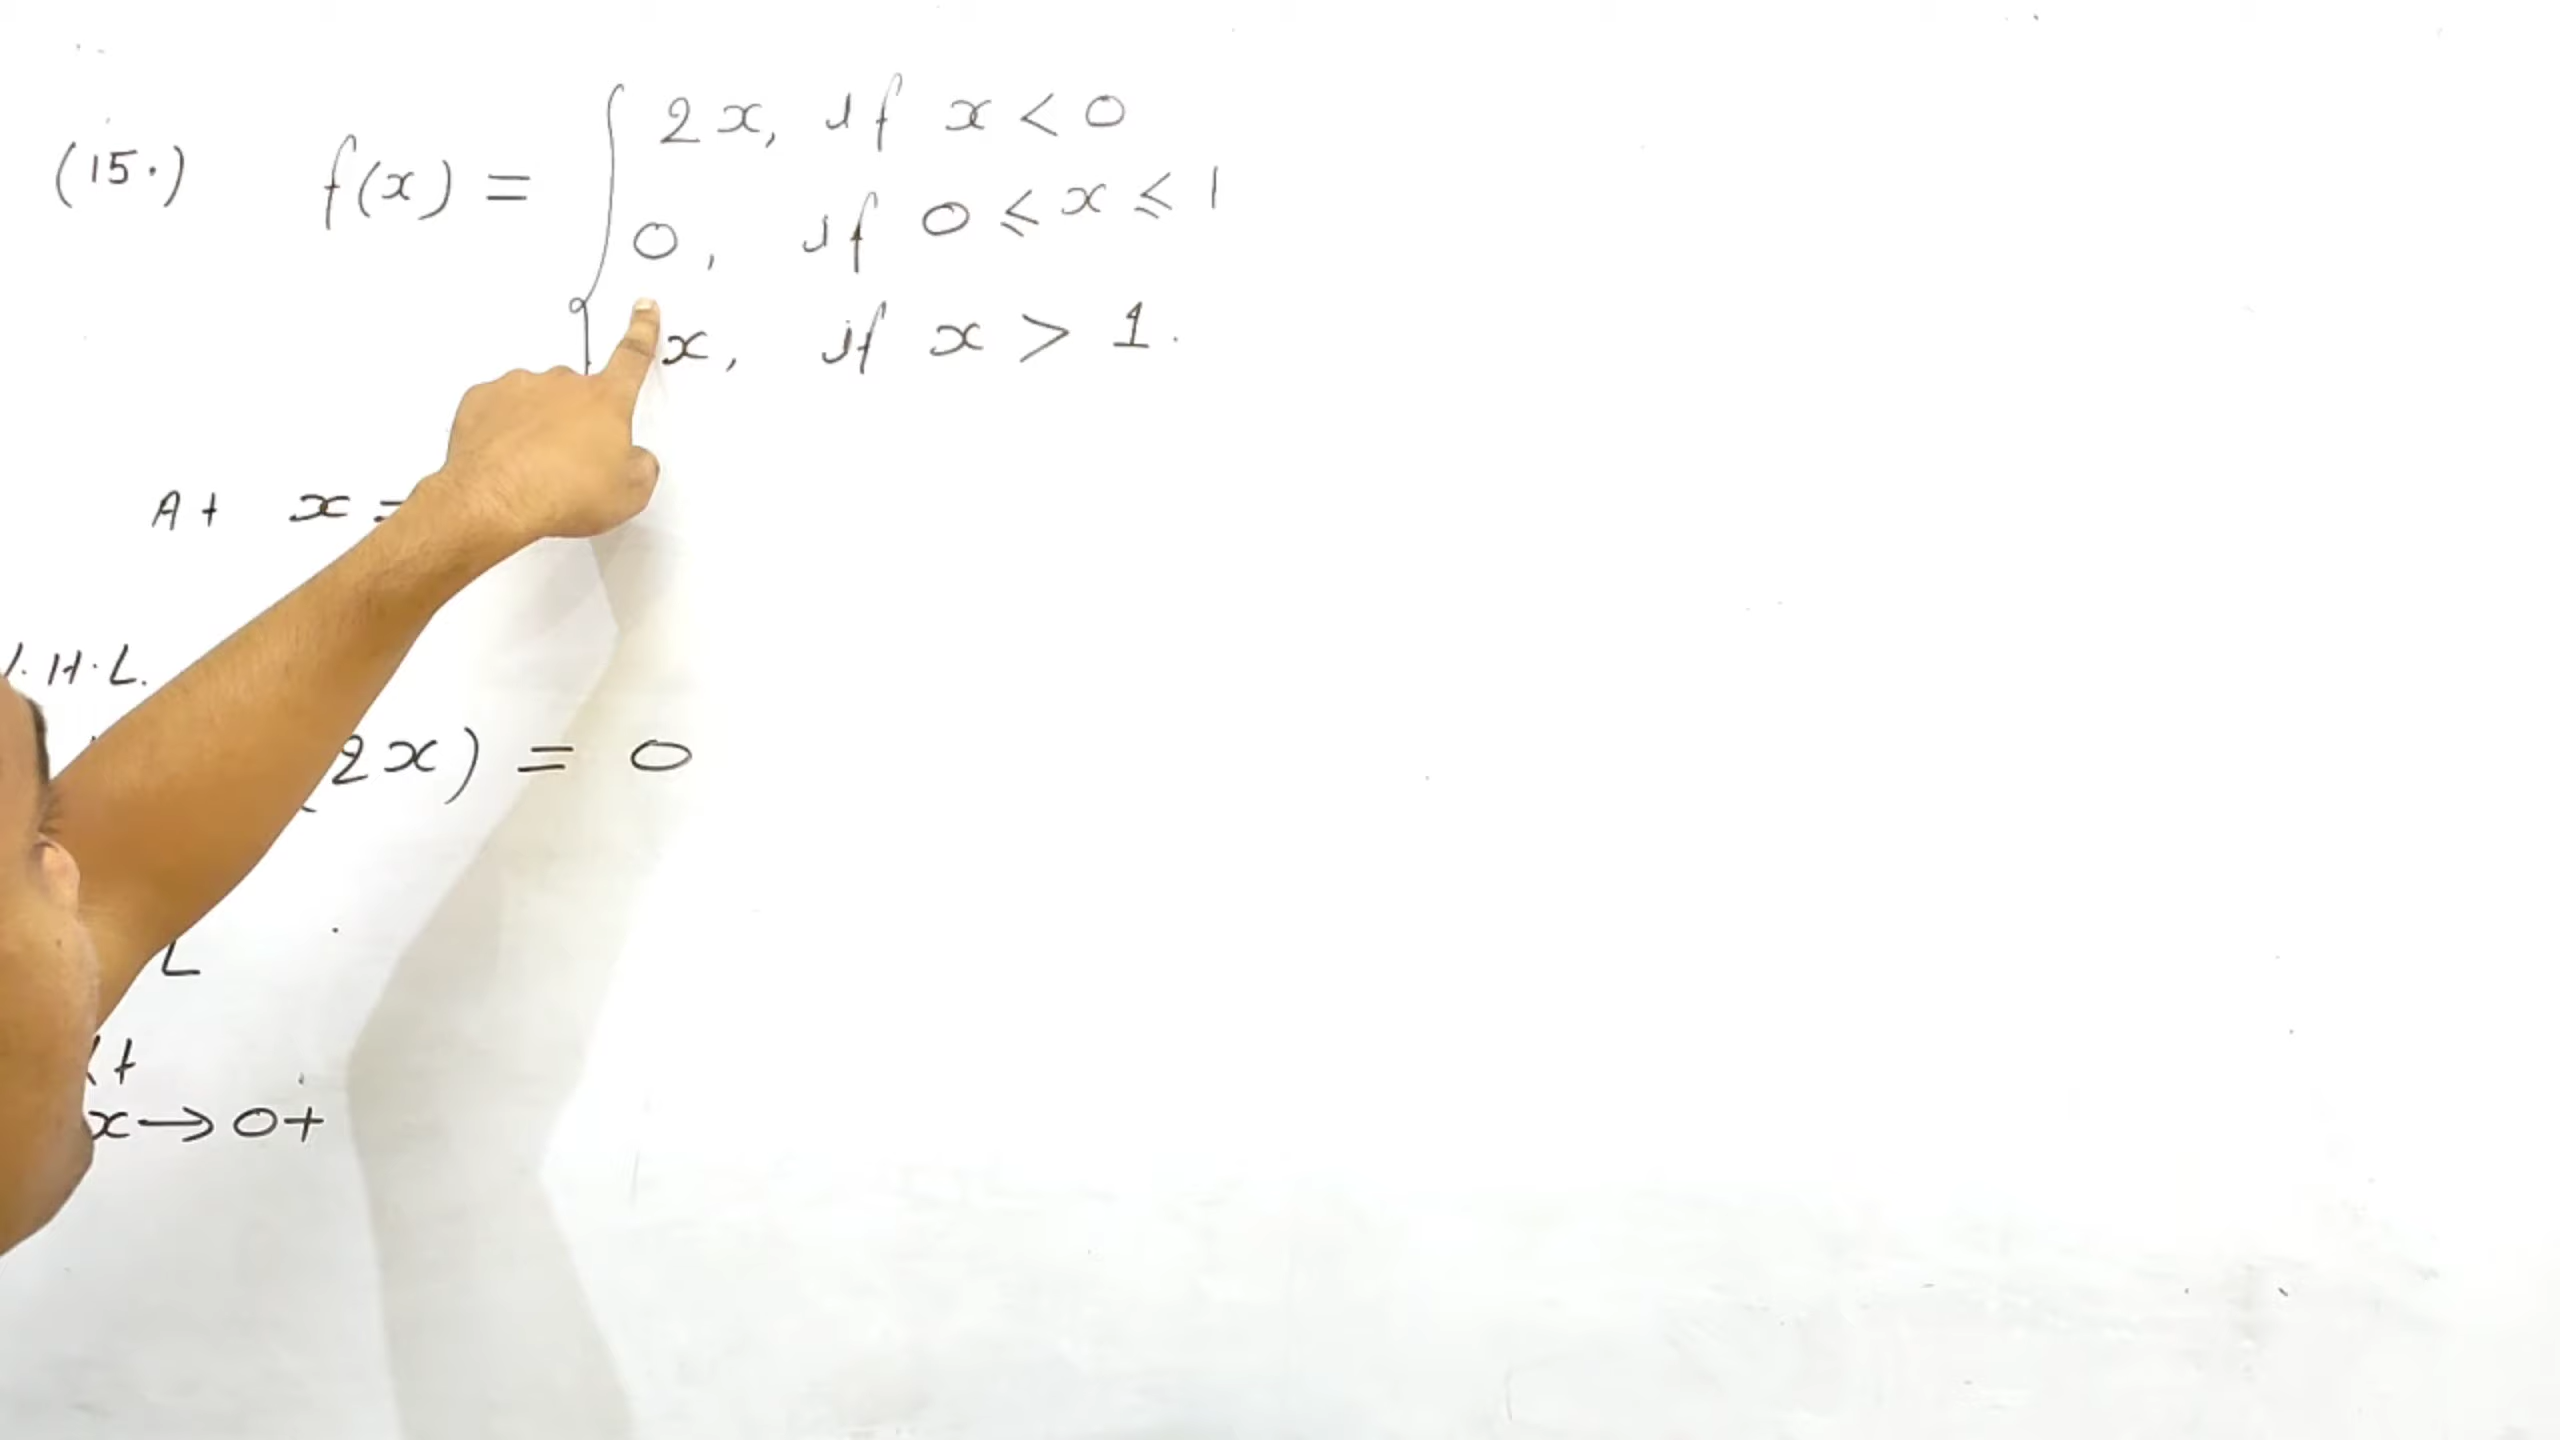 (15.) f(x) = { 2x, if x < 0
0, if 0 ≤ x ≤ 1
x, if x > 1.
At x =
. H. L.
2x) = 0
L
x → 0+